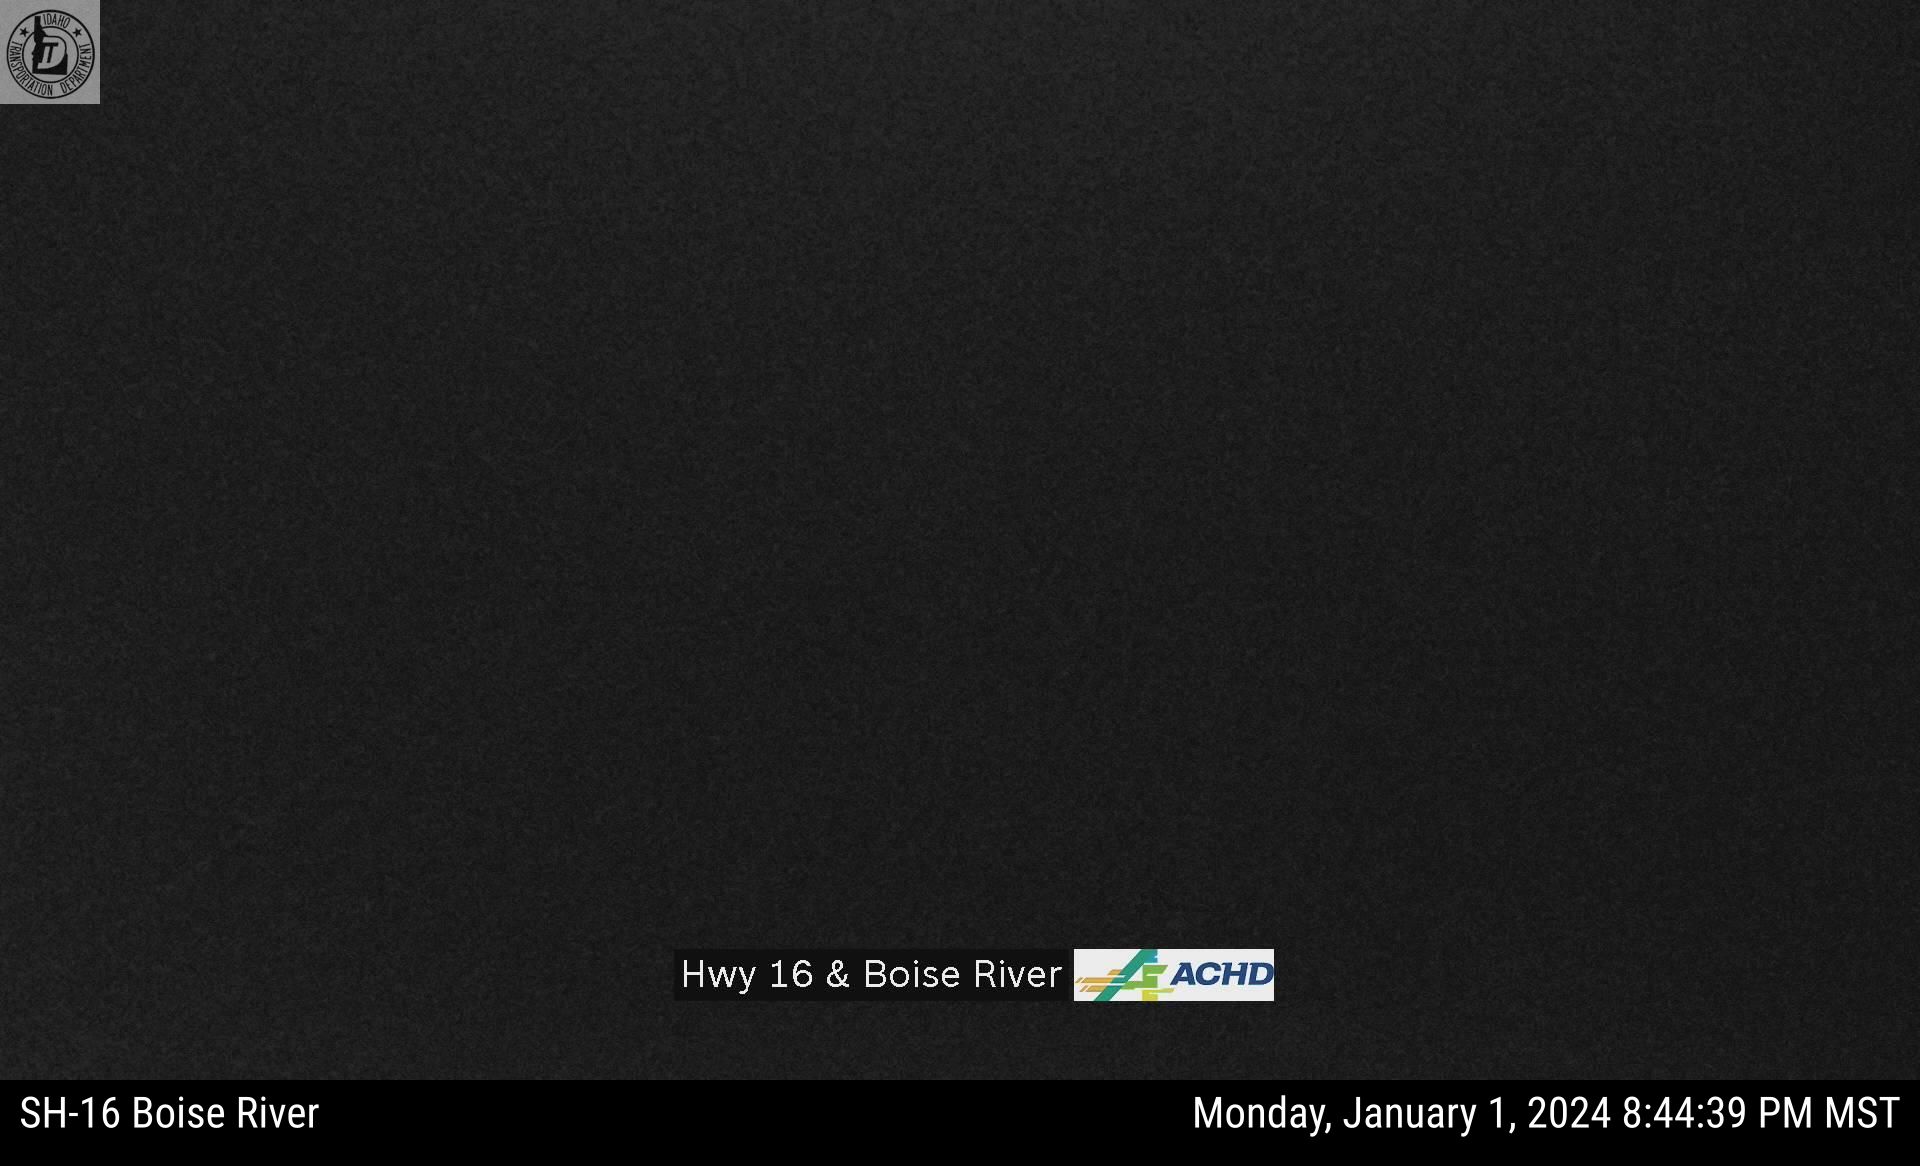 IDAHO
TRANSPORTATION DEPARTMENT
Hwy 16 & Boise River
ACHD
SH-16 Boise River
Monday, January 1, 2024 8:44:39 PM MST